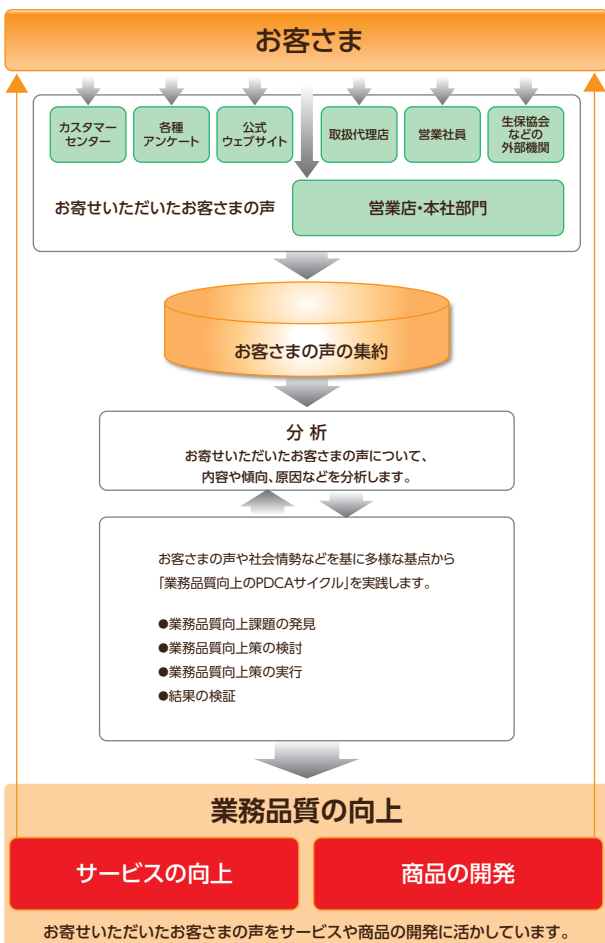 お客さま
カスタマー
センター
各種
アンケート
公式
ウェブサイト
取扱代理店
営業社員
生保協会
などの
外部機関
お寄せいただいたお客さまの声
営業店・本社部門
お客さまの声の集約
分 析
お寄せいただいたお客さまの声について、
内容や傾向、原因などを分析します。
お客さまの声や社会情勢などを基に多様な基点から
「業務品質向上のPDCAサイクル」を実践します。
●業務品質向上課題の発見
●業務品質向上策の検討
●業務品質向上策の実行
●結果の検証
業務品質の向上
サービスの向上
商品の開発
お寄せいただいたお客さまの声をサービスや商品の開発に活かしています。